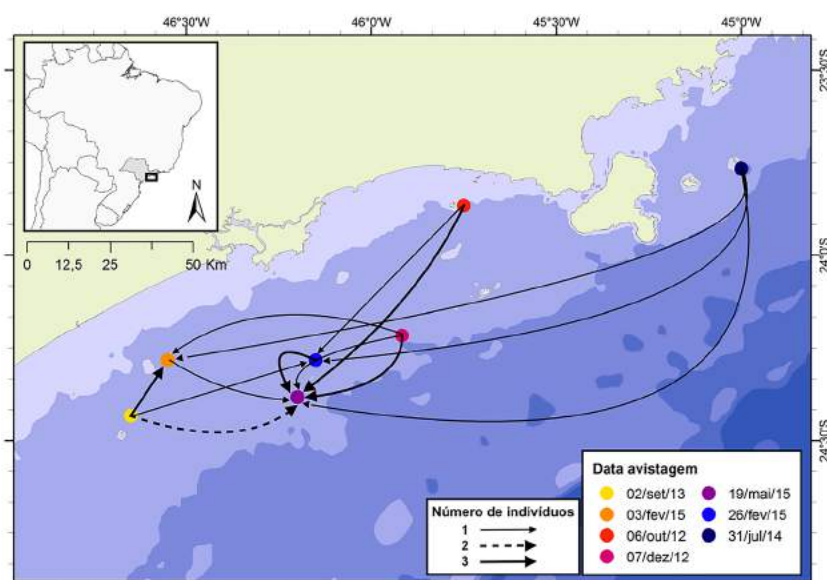 46°30'W 46°0'W 45°30'W 45°0'W
23°30'S
N
0 12,5 25 50 Km
24°0'S
24°30'S
Número de indivíduos
1
2
3
Data avistagem
02/set/13
03/fev/15
06/out/12
07/dez/12
19/mai/15
26/fev/15
31/jul/14